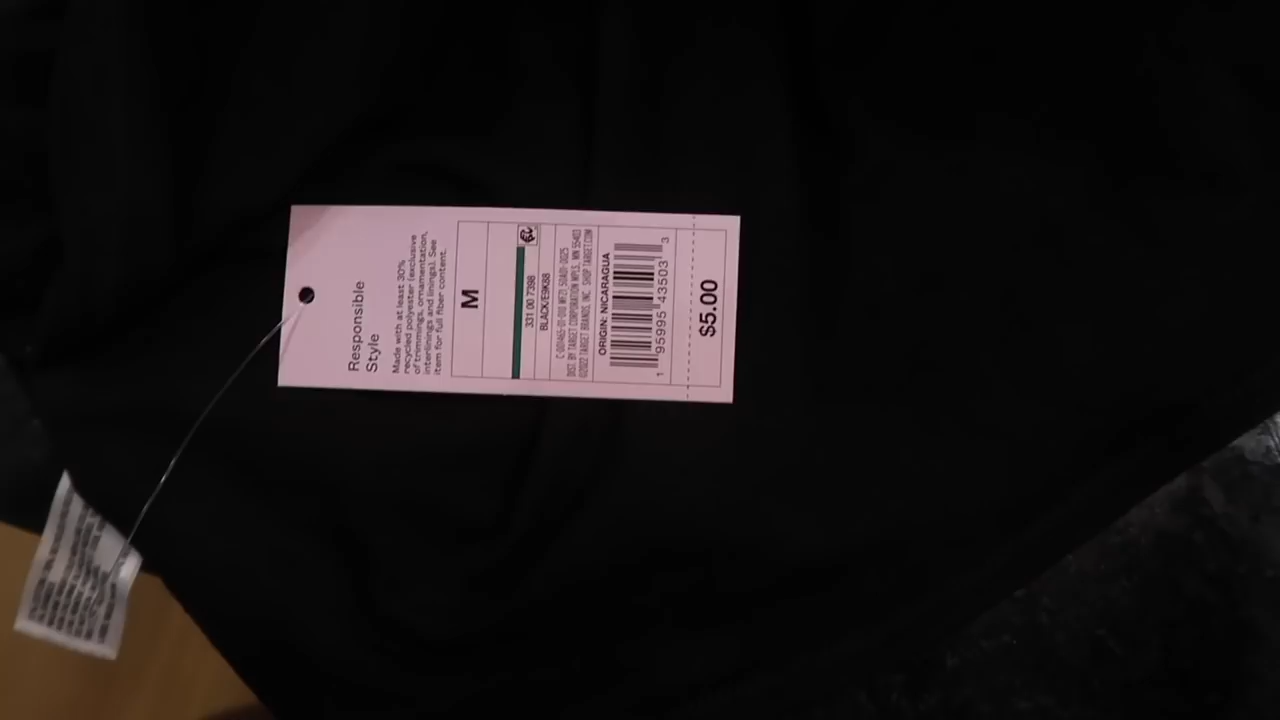 Responsible
Style
Made with at least 30%
recycled polyester (exclusive
of trimmings, ornamentation,
interlinings and linings). See
item for full fiber content.
M
331 00 7398
BLACK/E9K88
DIST. BY TARGET CORPORATION MPLS., MN 55403
©2022 TARGET BRANDS, INC. SHOP TARGET.COM
ORIGIN: NICARAGUA
1 95995 43503 3
$5.00